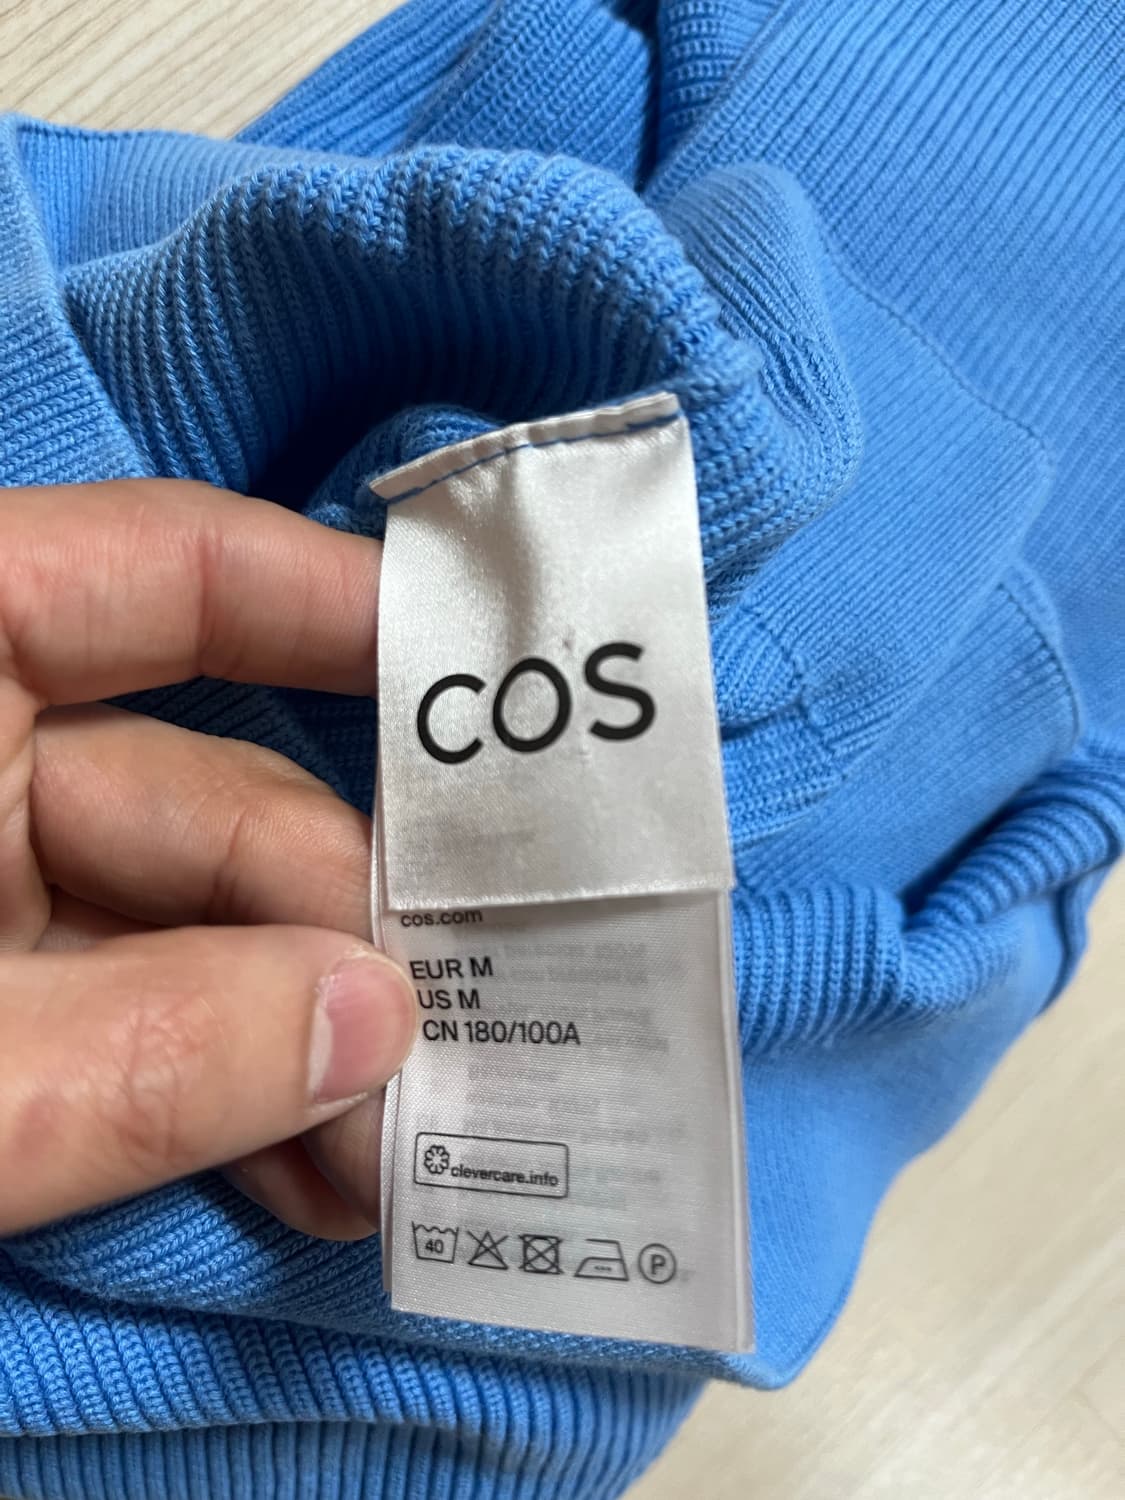 COS
cos.com
EUR M
US M
CN 180/100A
clevercare.info
40
P